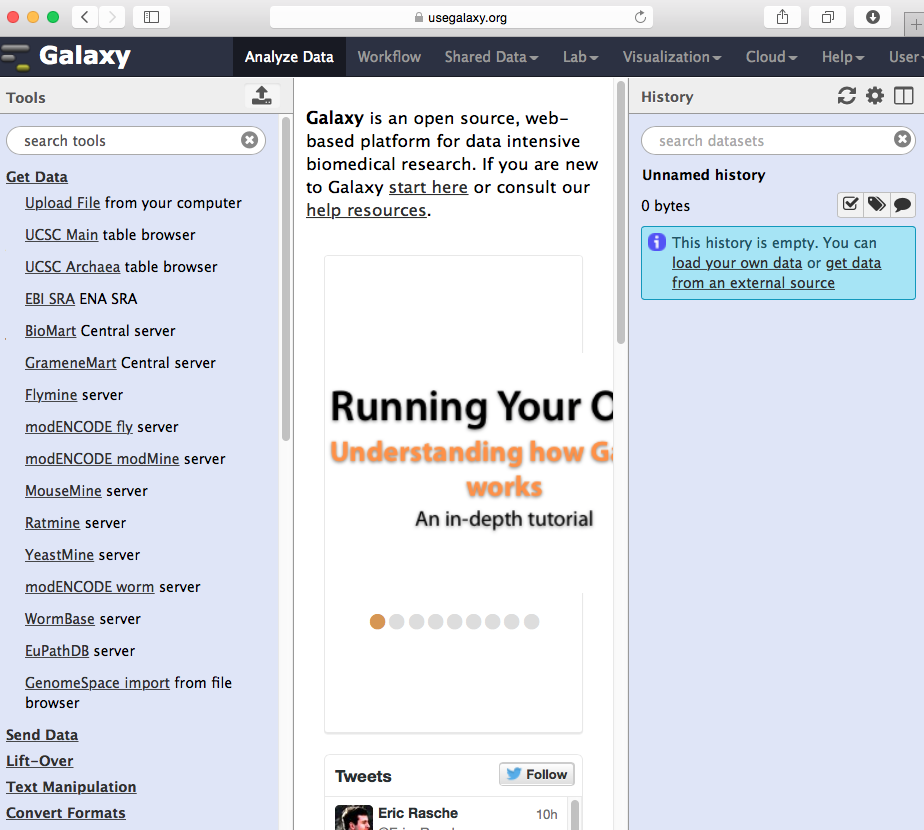 usegalaxy.org
Galaxy
Analyze Data
Workflow
Shared Data
Lab
Visualization
Cloud
Help
User
Tools
search tools
Get Data
Upload File from your computer
UCSC Main table browser
UCSC Archaea table browser
EBI SRA ENA SRA
BioMart Central server
GrameneMart Central server
Flymine server
modENCODE fly server
modENCODE modMine server
MouseMine server
Ratmine server
YeastMine server
modENCODE worm server
WormBase server
EuPathDB server
GenomeSpace import from file
browser
Send Data
Lift-Over
Text Manipulation
Convert Formats
Galaxy is an open source, web-
based platform for data intensive
biomedical research. If you are new
to Galaxy start here or consult our
help resources.
Running Your
Understanding how
works
An in-depth tutorial
Tweets
Follow
Eric Rasche
10h
History
search datasets
Unnamed history
0 bytes
This history is empty. You can
load your own data or get data
from an external source